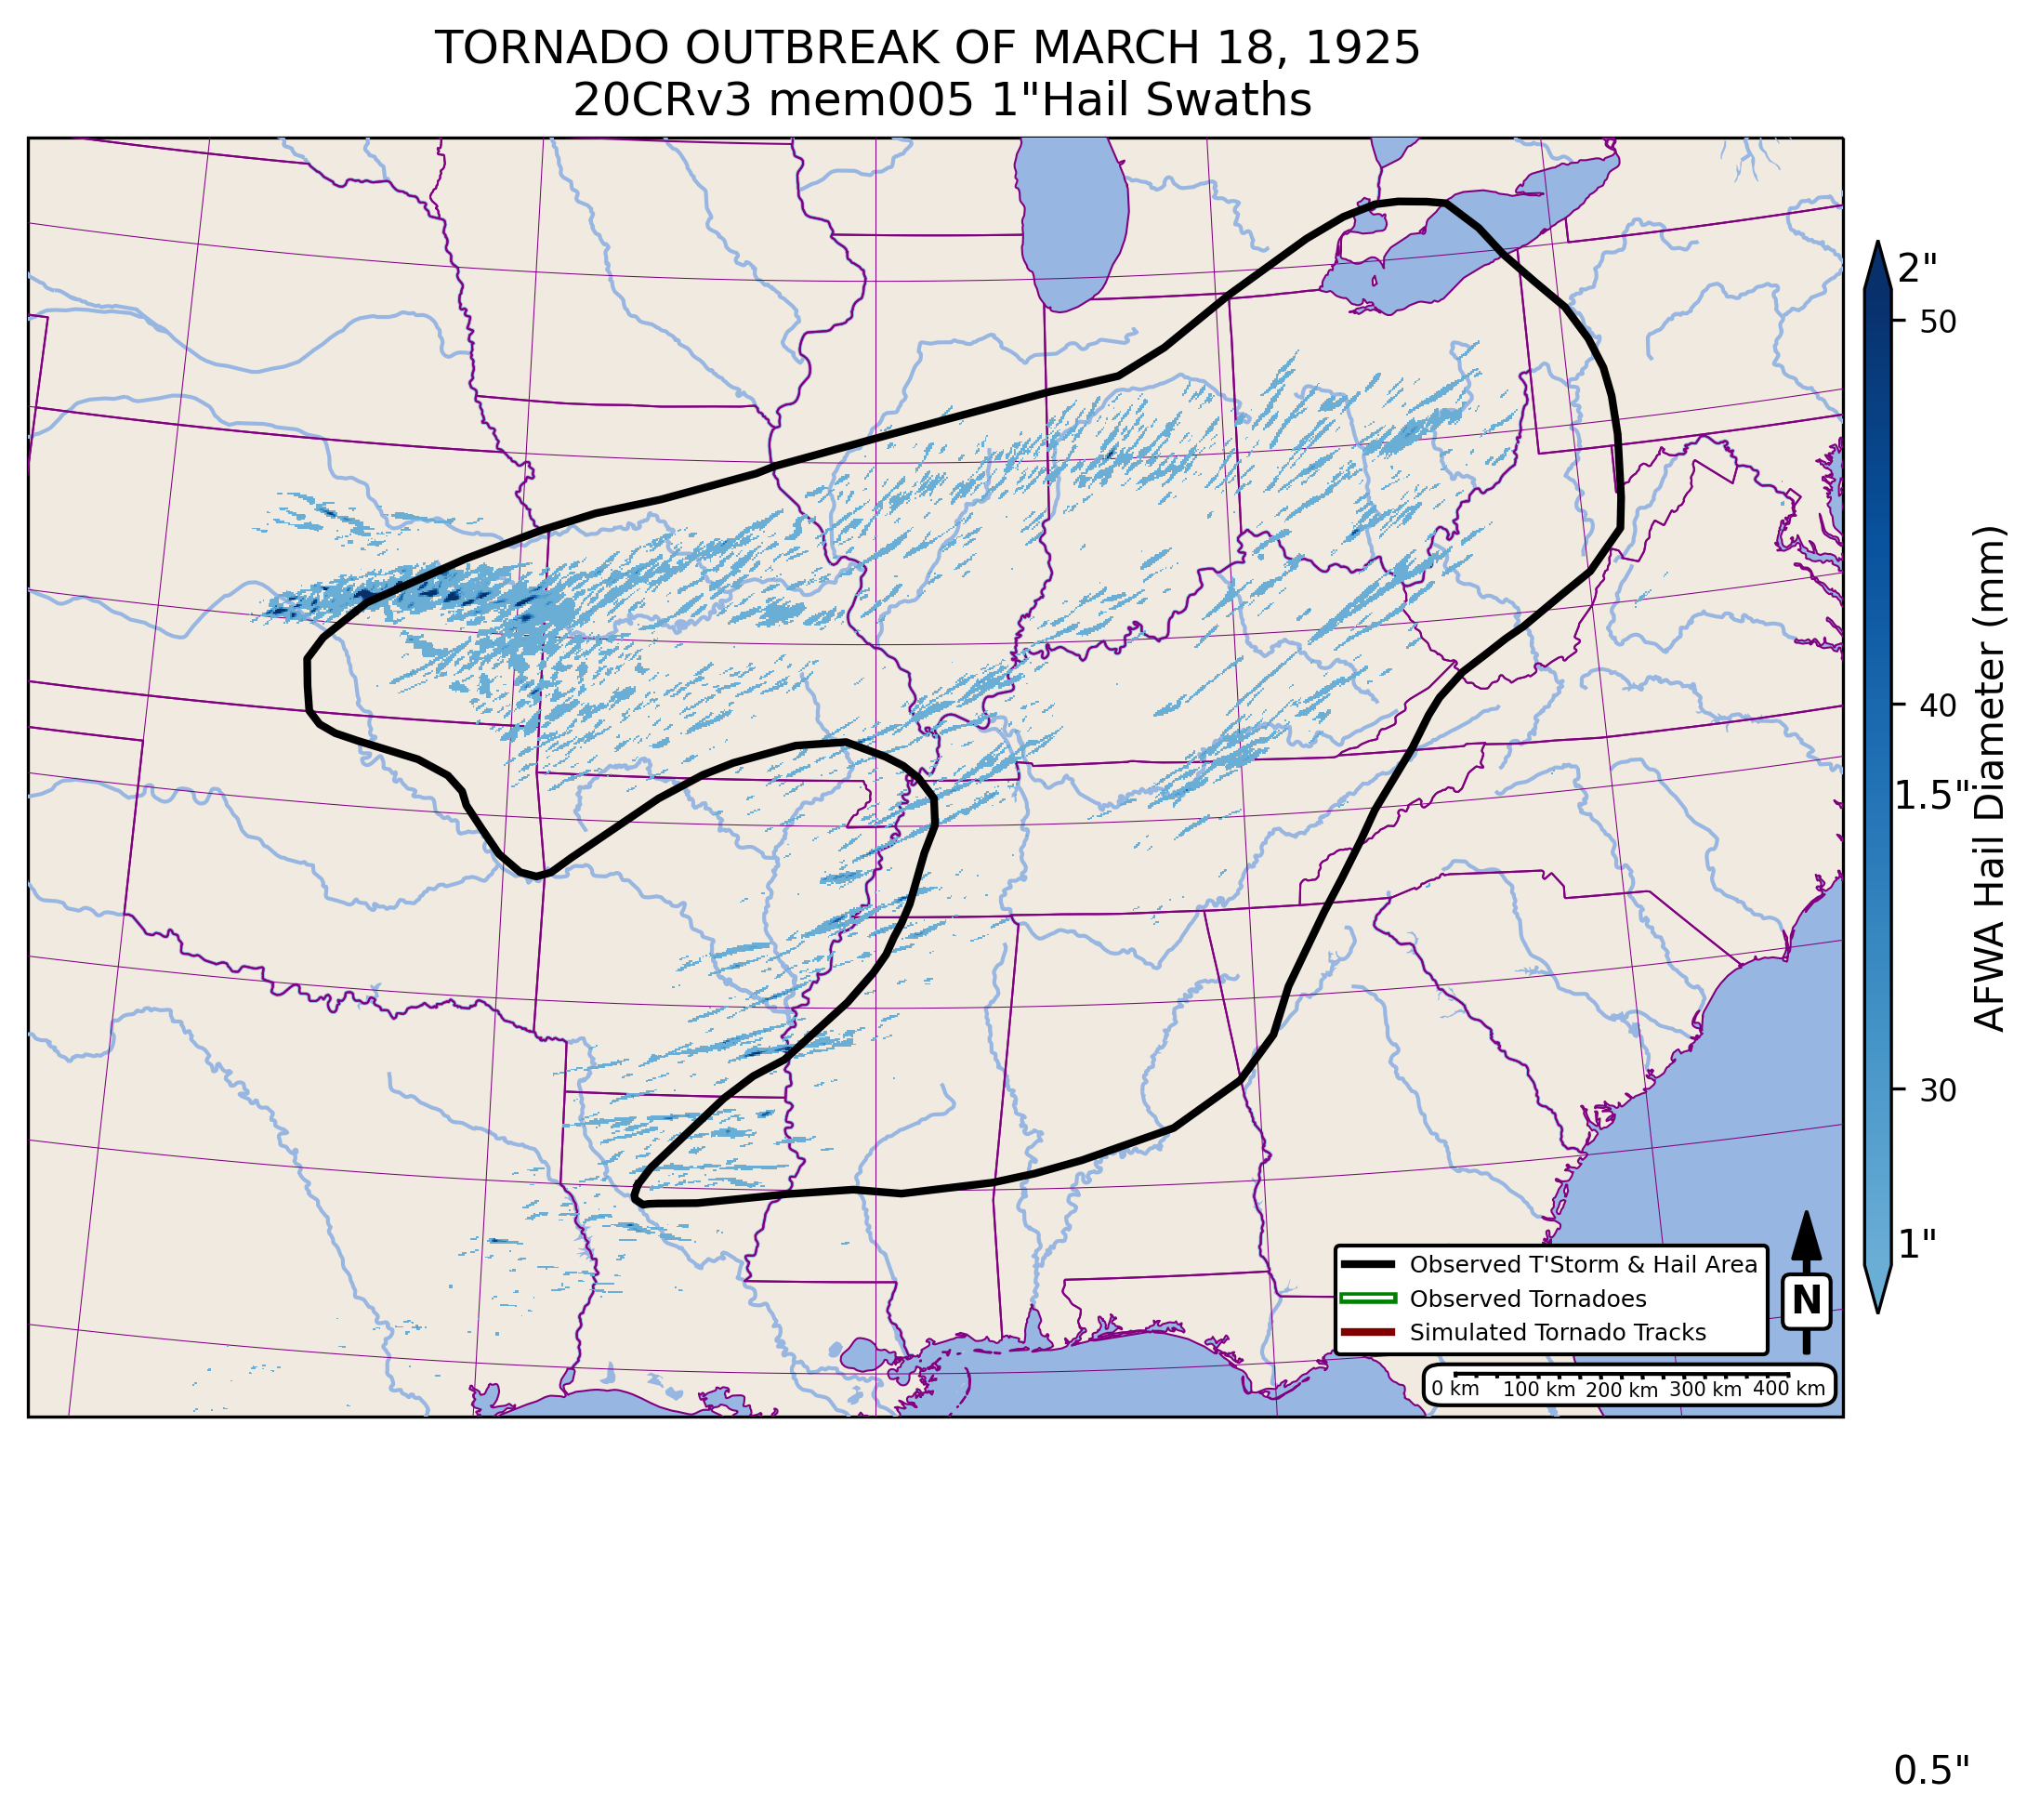 TORNADO OUTBREAK OF MARCH 18, 1925
20CRv3 mem005 1"Hail Swaths
2"
50
40
1.5"
30
1"
AFWA Hail Diameter (mm)
Observed T'Storm & Hail Area
Observed Tornadoes
Simulated Tornado Tracks
N
0 km 100 km 200 km 300 km 400 km
0.5"